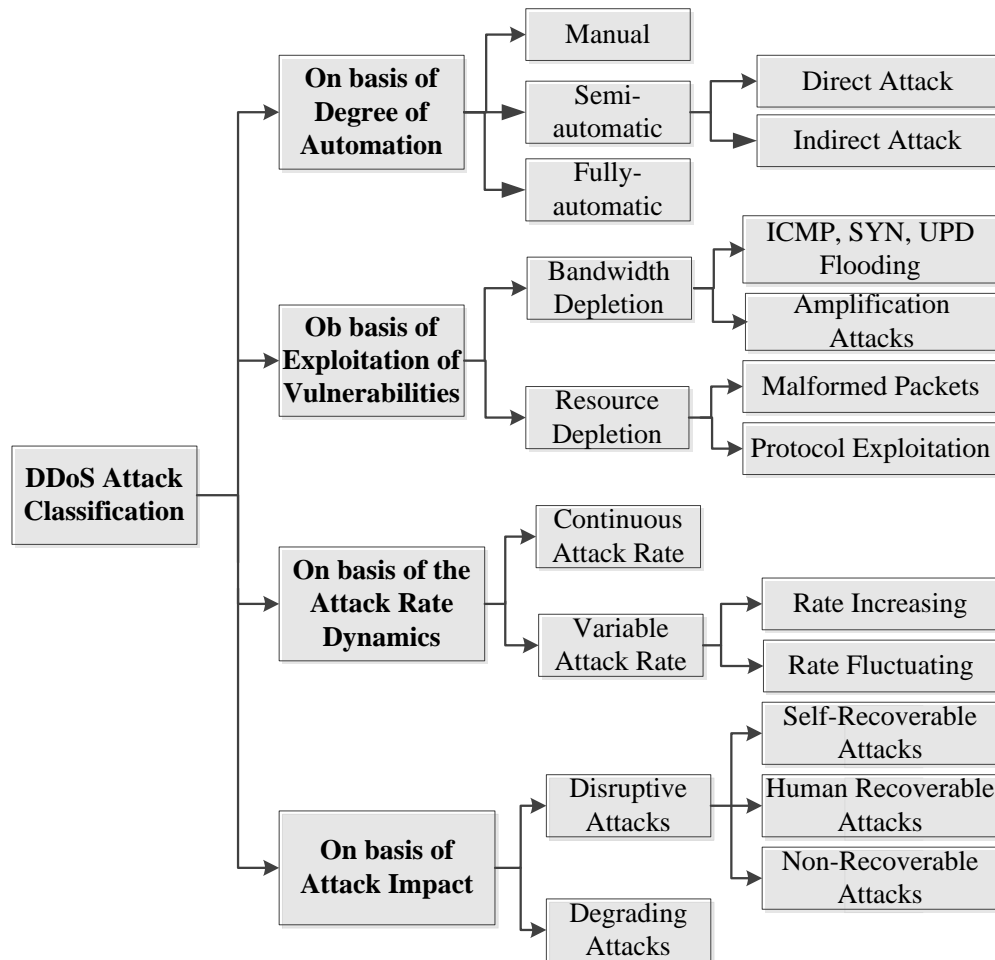 Manual
On basis of
Degree of
Automation
Semi-
automatic
Direct Attack
Indirect Attack
Fully-
automatic
ICMP, SYN, UPD
Flooding
Bandwidth
Depletion
Amplification
Attacks
Ob basis of
Exploitation of
Vulnerabilities
Malformed Packets
Resource
Depletion
Protocol Exploitation
DDoS Attack
Classification
Continuous
Attack Rate
On basis of the
Attack Rate
Dynamics
Rate Increasing
Variable
Attack Rate
Rate Fluctuating
Self-Recoverable
Attacks
Disruptive
Attacks
Human Recoverable
Attacks
On basis of
Attack Impact
Non-Recoverable
Attacks
Degrading
Attacks